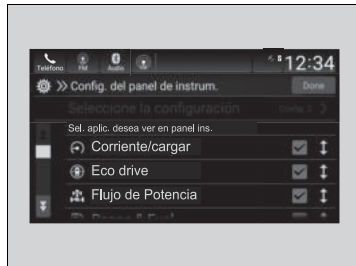 Teléfono FM Audio 12:34
Config. del panel de instrum. Done
Seleccione la configuración
Sel. aplic. desea ver en panel ins.
Corriente/cargar
Eco drive
Flujo de Potencia